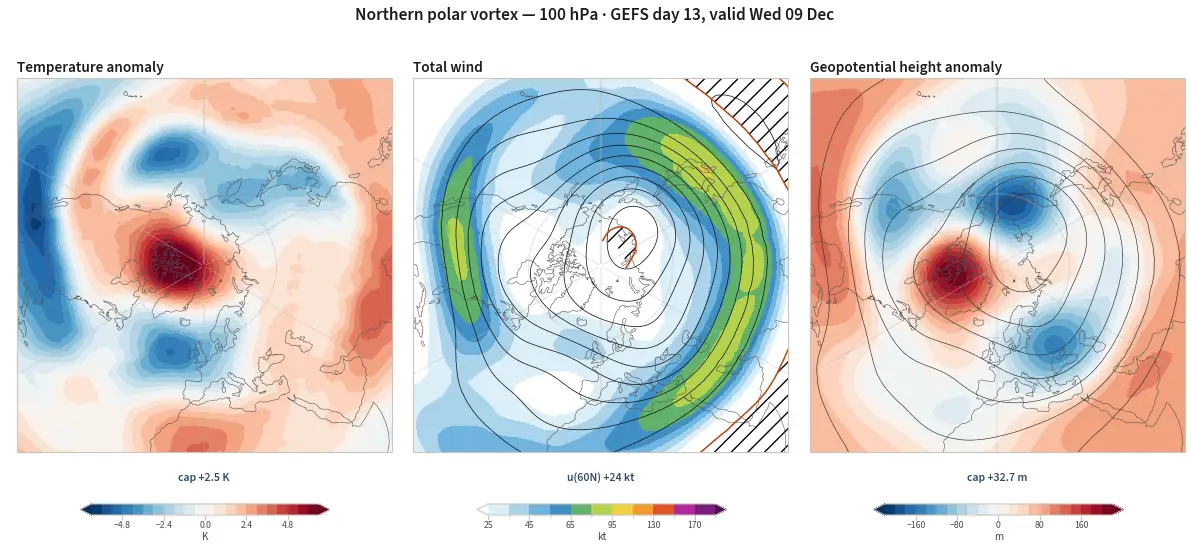 Northern polar vortex — 100 hPa · GEFS day 13, valid Wed 09 Dec
Temperature anomaly
Total wind
Geopotential height anomaly
cap +2.5 K
u(60N) +24 kt
cap +32.7 m
−4.8 −2.4 0.0 2.4 4.8
K
25 45 65 95 130 170
kt
−160 −80 0 80 160
m